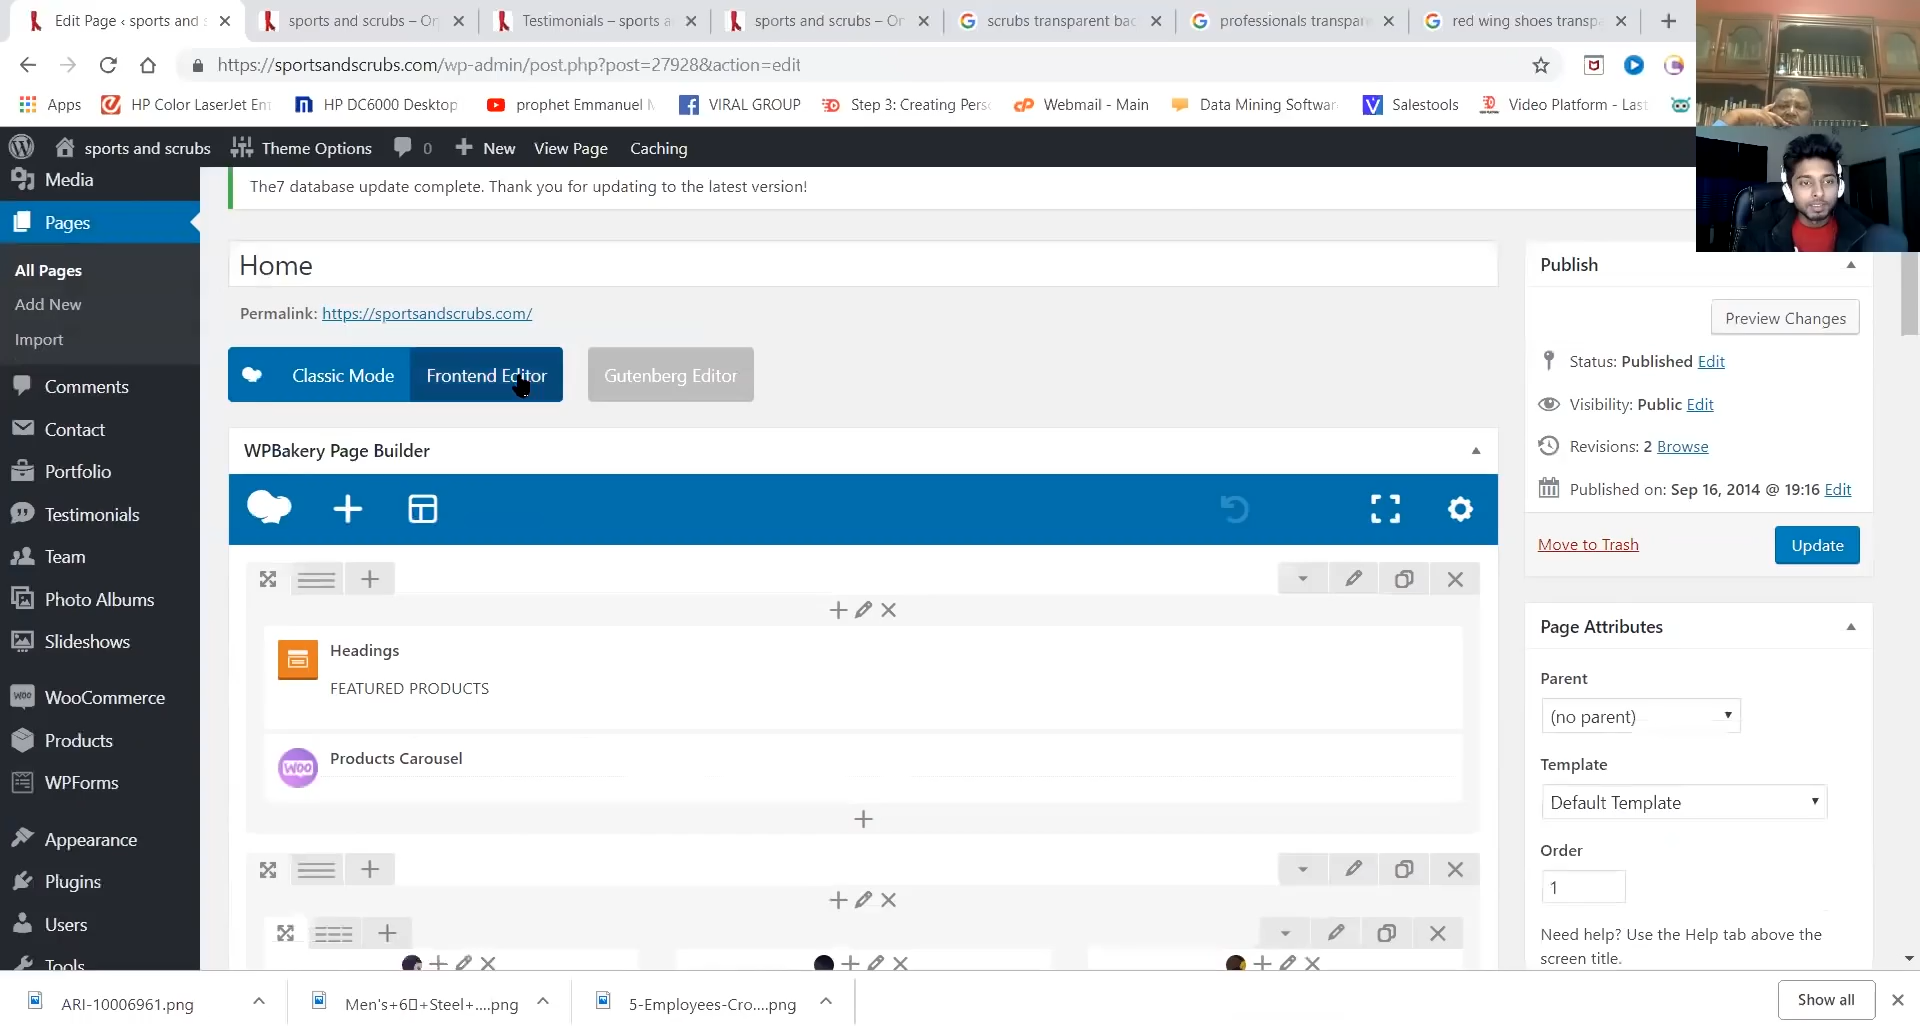 Edit Page ‹ sports and s
sports and scrubs – On
Testimonials – sports a
sports and scrubs – On
scrubs transparent bac
professionals transpar
red wing shoes transpa
https://sportsandscrubs.com/wp-admin/post.php?post=27928&action=edit
Apps
HP Color LaserJet Ent
HP DC6000 Desktop
prophet Emmanuel M
VIRAL GROUP
Step 3: Creating Pers
Webmail - Main
Data Mining Softwar
Salestools
Video Platform - Last
sports and scrubs
Theme Options
0
New
View Page
Caching
Media
Pages
All Pages
Add New
Import
Comments
Contact
Portfolio
Testimonials
Team
Photo Albums
Slideshows
WooCommerce
Products
WPForms
Appearance
Plugins
Users
Tools
The7 database update complete. Thank you for updating to the latest version!
Home
Permalink: https://sportsandscrubs.com/
Classic Mode
Frontend Editor
Gutenberg Editor
WPBakery Page Builder
Headings
FEATURED PRODUCTS
WOO
Products Carousel
Publish
Preview Changes
Status: Published Edit
Visibility: Public Edit
Revisions: 2 Browse
Published on: Sep 16, 2014 @ 19:16 Edit
Move to Trash
Update
Page Attributes
Parent
(no parent)
Template
Default Template
Order
1
Need help? Use the Help tab above the
screen title.
ARI-10006961.png
Men's+6▯+Steel+....png
5-Employees-Cro....png
Show all